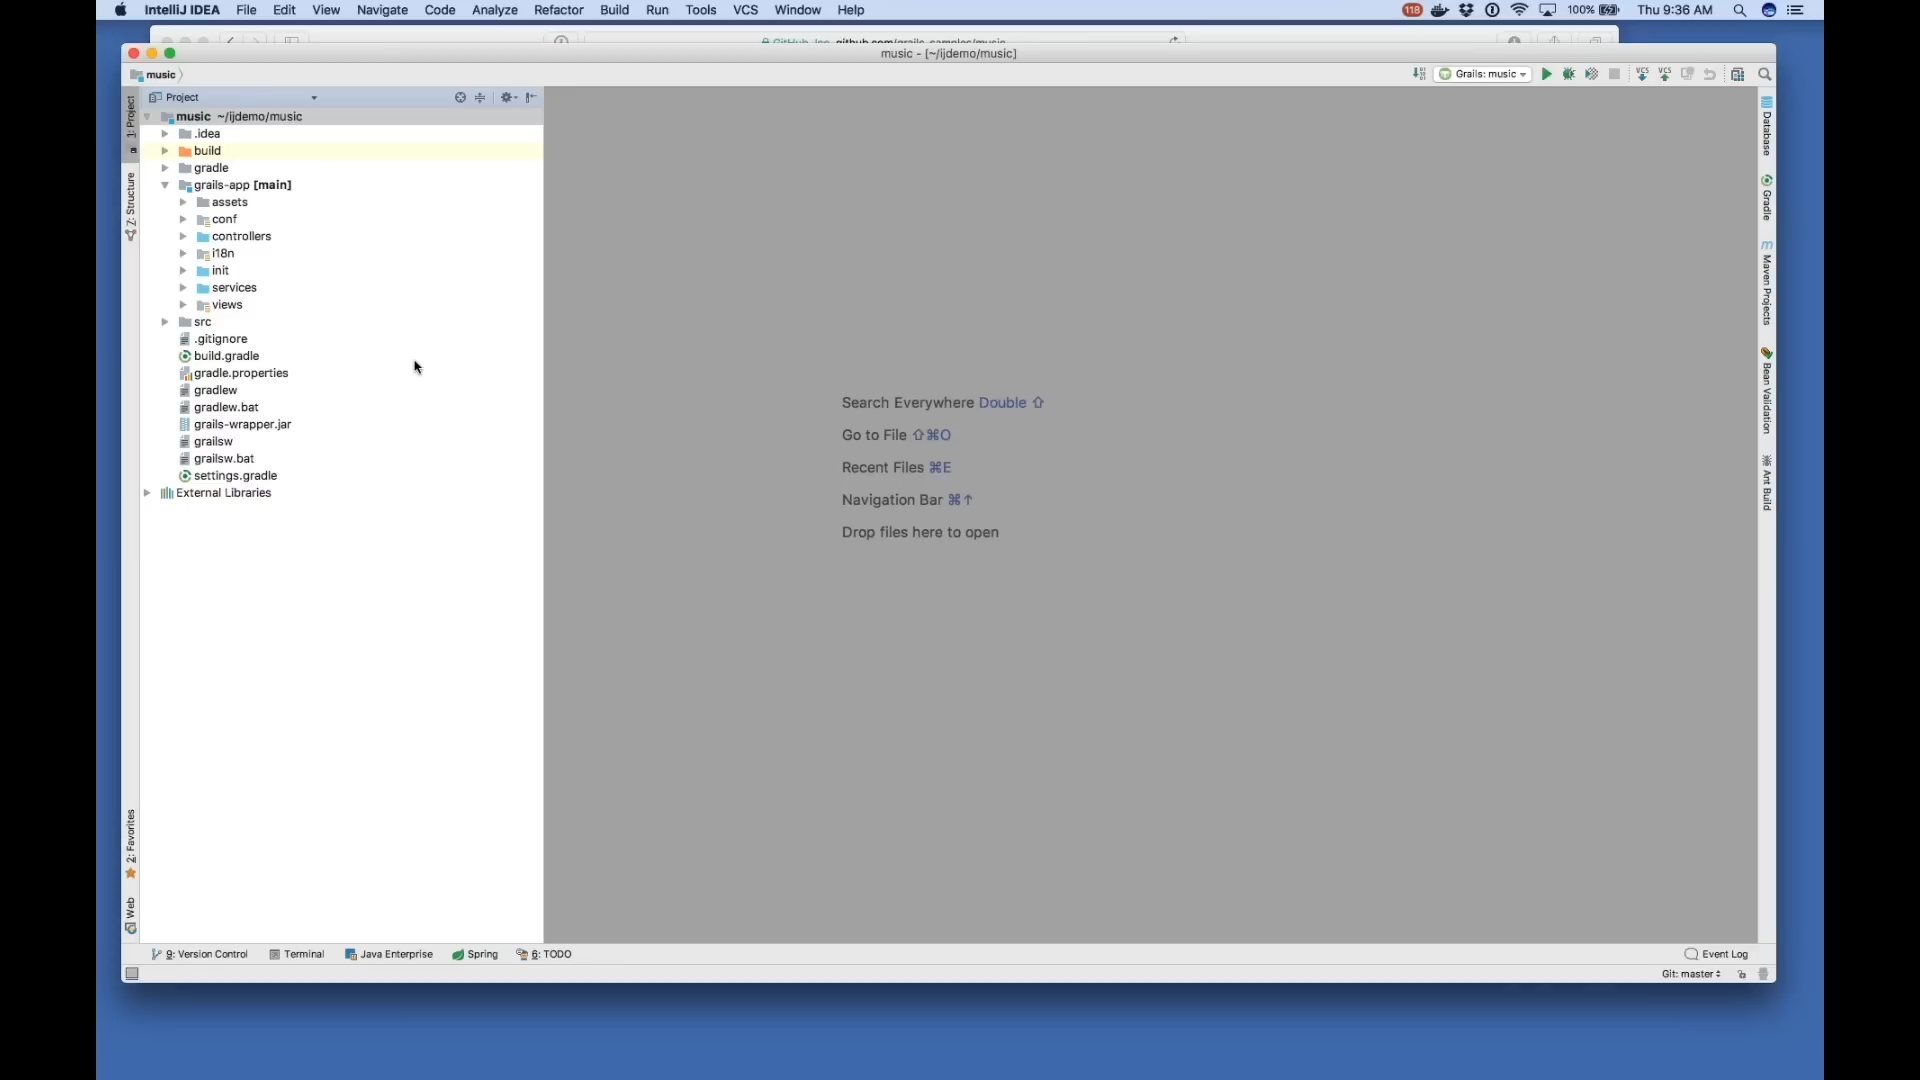 IntelliJ IDEA File Edit View Navigate Code Analyze Refactor Build Run Tools VCS Window Help 118 100% Thu 9:36 AM
music - [~/ijdemo/music]
music
Grails: music
VCS VCS
1: Project
Z: Structure
2: Favorites
Web
Project
music ~/ijdemo/music
.idea
build
gradle
grails-app [main]
assets
conf
controllers
i18n
init
services
views
src
.gitignore
build.gradle
gradle.properties
gradlew
gradlew.bat
grails-wrapper.jar
grailsw
grailsw.bat
settings.gradle
External Libraries
Search Everywhere Double ⇧
Go to File ⇧⌘O
Recent Files ⌘E
Navigation Bar ⌘↑
Drop files here to open
Database
Gradle
m
Maven Projects
Bean Validation
Ant Build
9: Version Control Terminal Java Enterprise Spring 6: TODO Event Log
Git: master